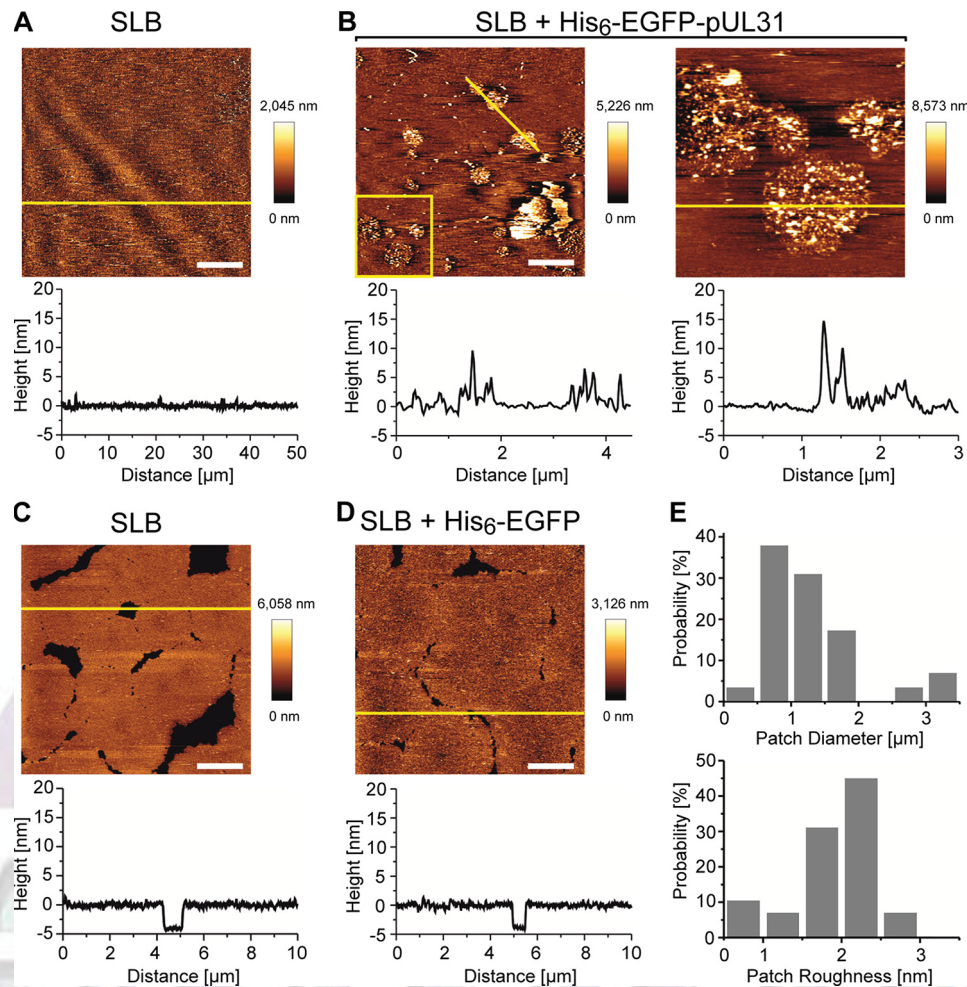 A
SLB
2,045 nm
0 nm
20
15
10
5
0
-5
Height [nm]
0 10 20 30 40 50
Distance [µm]
B
SLB + His6-EGFP-pUL31
5,226 nm
0 nm
8,573 nm
0 nm
20
15
10
5
0
-5
Height [nm]
0 2 4
Distance [µm]
20
15
10
5
0
-5
Height [nm]
0 1 2 3
Distance [µm]
C
SLB
6,058 nm
0 nm
20
15
10
5
0
-5
Height [nm]
0 2 4 6 8 10
Distance [µm]
D
SLB + His6-EGFP
3,126 nm
0 nm
20
15
10
5
0
-5
Height [nm]
0 2 4 6 8 10
Distance [µm]
E
40
30
20
10
0
Probability [%]
0 1 2 3
Patch Diameter [µm]
50
40
30
20
10
0
Probability [%]
1 2 3
Patch Roughness [nm]